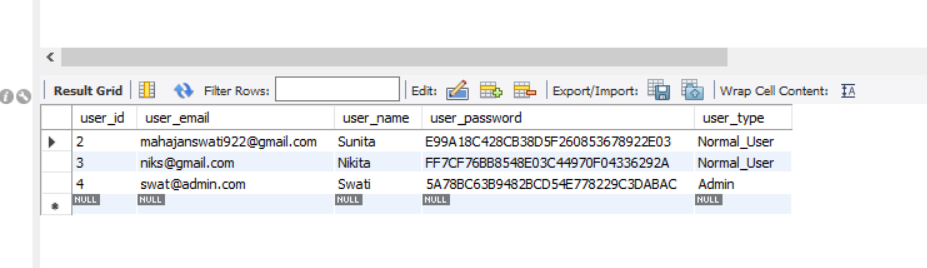 Result Grid Filter Rows: Edit: Export/Import: Wrap Cell Content:
user_id user_email user_name user_password user_type
2 mahajanswati922@gmail.com Sunita E99A18C428CB38D5F260853678922E03 Normal_User
3 niks@gmail.com Nikita FF7CF76BB8548E03C44970F04336292A Normal_User
4 swat@admin.com Swati 5A78BC63B9482BCD54E778229C3DABAC Admin
NULL NULL NULL NULL NULL